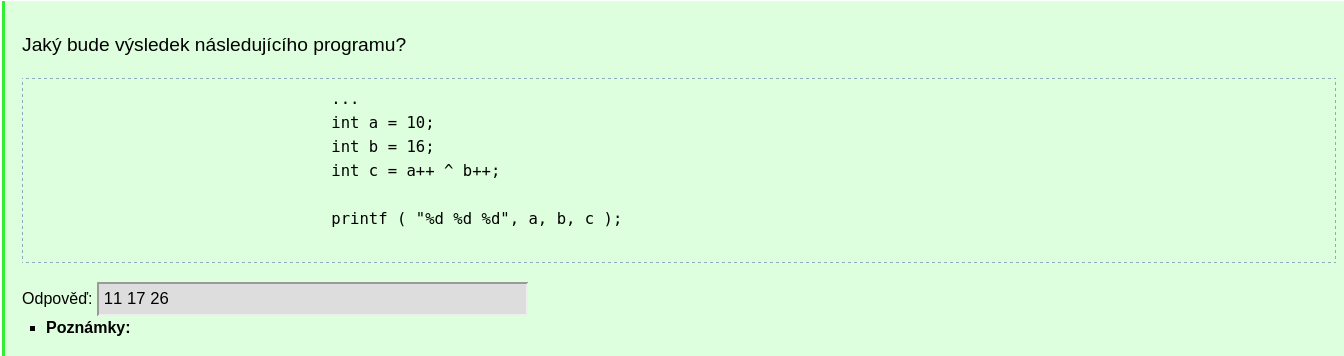 Jaký bude výsledek následujícího programu?
...
int a = 10;
int b = 16;
int c = a++ ^ b++;
printf ( "%d %d %d", a, b, c );
Odpověď: 11 17 26
Poznámky: